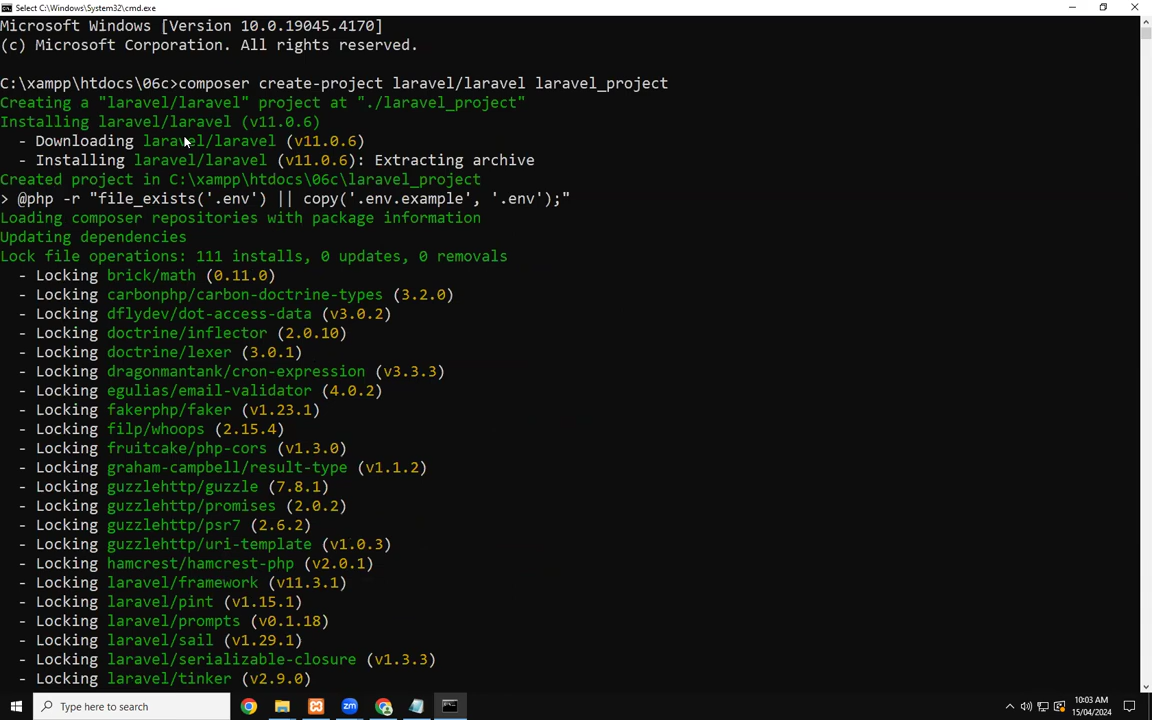 Select C:\Windows\System32\cmd.exe
Microsoft Windows [Version 10.0.19045.4170]
(c) Microsoft Corporation. All rights reserved.
C:\xampp\htdocs\06c>composer create-project laravel/laravel laravel_project
Creating a "laravel/laravel" project at "./laravel_project"
Installing laravel/laravel (v11.0.6)
- Downloading laravel/laravel (v11.0.6)
- Installing laravel/laravel (v11.0.6): Extracting archive
Created project in C:\xampp\htdocs\06c\laravel_project
> @php -r "file_exists('.env') || copy('.env.example', '.env');"
Loading composer repositories with package information
Updating dependencies
Lock file operations: 111 installs, 0 updates, 0 removals
- Locking brick/math (0.11.0)
- Locking carbonphp/carbon-doctrine-types (3.2.0)
- Locking dflydev/dot-access-data (v3.0.2)
- Locking doctrine/inflector (2.0.10)
- Locking doctrine/lexer (3.0.1)
- Locking dragonmantank/cron-expression (v3.3.3)
- Locking egulias/email-validator (4.0.2)
- Locking fakerphp/faker (v1.23.1)
- Locking filp/whoops (2.15.4)
- Locking fruitcake/php-cors (v1.3.0)
- Locking graham-campbell/result-type (v1.1.2)
- Locking guzzlehttp/guzzle (7.8.1)
- Locking guzzlehttp/promises (2.0.2)
- Locking guzzlehttp/psr7 (2.6.2)
- Locking guzzlehttp/uri-template (v1.0.3)
- Locking hamcrest/hamcrest-php (v2.0.1)
- Locking laravel/framework (v11.3.1)
- Locking laravel/pint (v1.15.1)
- Locking laravel/prompts (v0.1.18)
- Locking laravel/sail (v1.29.1)
- Locking laravel/serializable-closure (v1.3.3)
- Locking laravel/tinker (v2.9.0)
Type here to search
zm
10:03 AM
15/04/2024